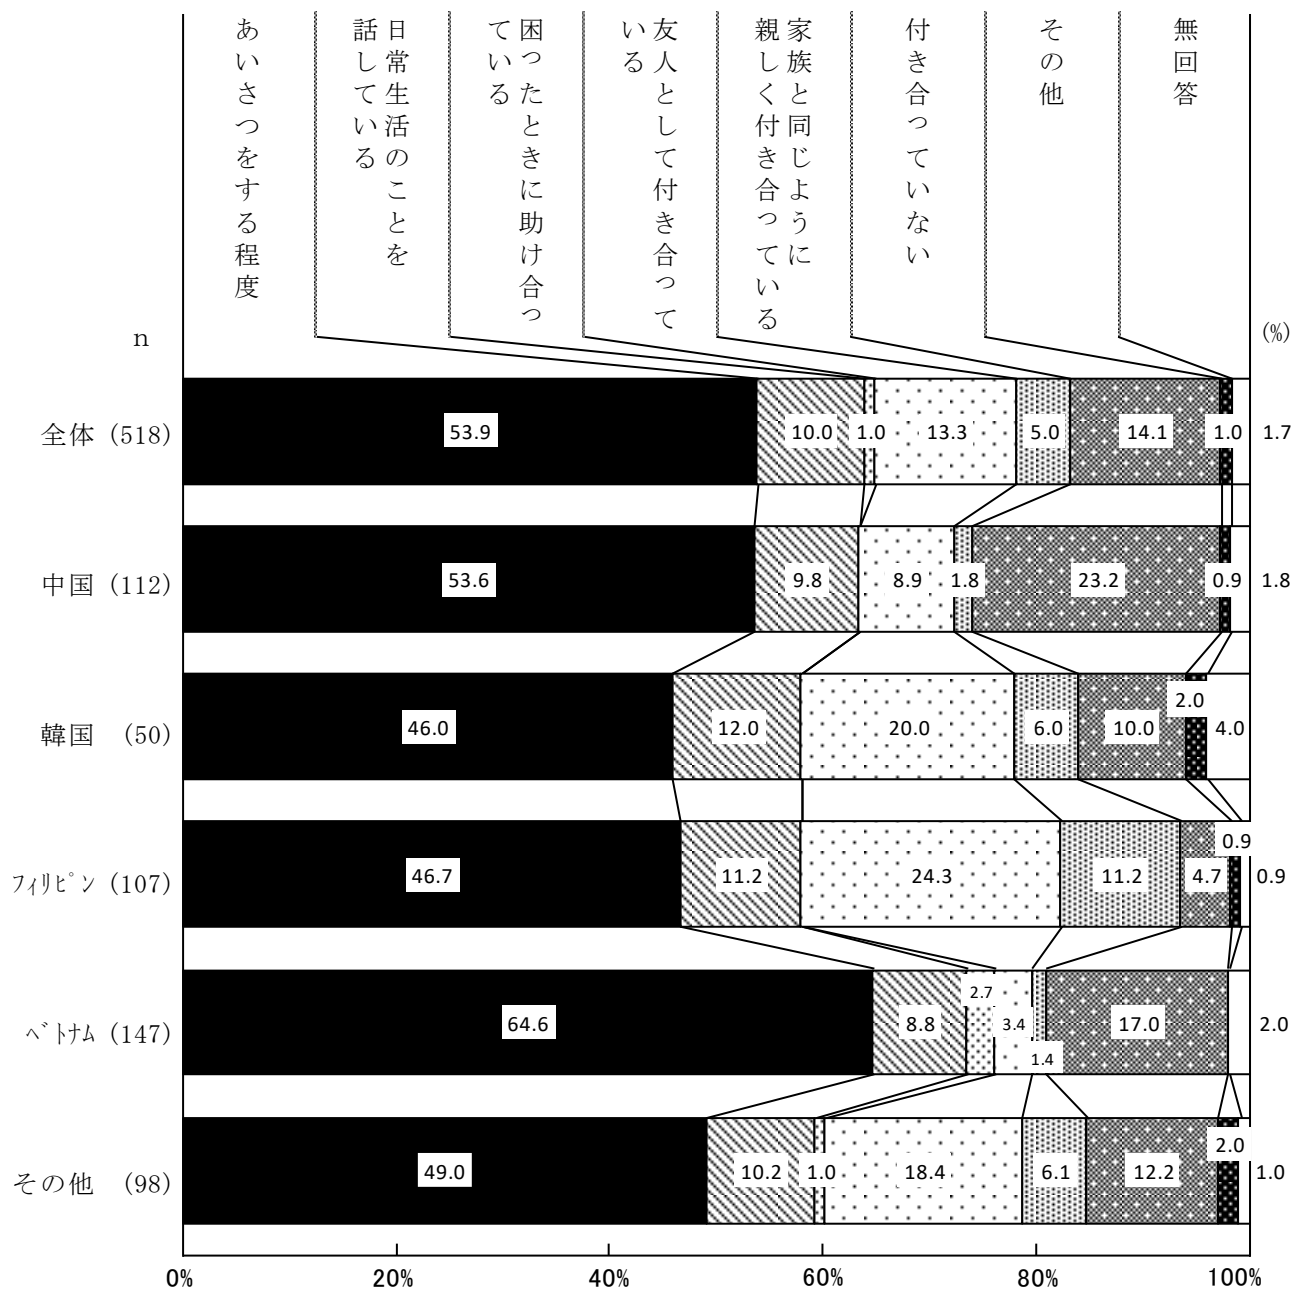 あいさつをする程度
日常生活のことを
話している
困ったときに助け合っ
ている
友人として付き合って
いる
家族と同じように
親しく付き合っている
付き合っていない
その他
無回答
n
(%)
全体 (518)
53.9 10.0 1.0 13.3 5.0 14.1 1.0 1.7
中国 (112)
53.6 9.8 8.9 1.8 23.2 0.9 1.8
韓国 (50)
46.0 12.0 20.0 6.0 10.0 2.0 4.0
ﾌｨﾘﾋﾟﾝ (107)
46.7 11.2 24.3 11.2 4.7 0.9 0.9
ﾍﾞﾄﾅﾑ (147)
64.6 8.8 2.7 3.4 1.4 17.0 2.0
その他 (98)
49.0 10.2 1.0 18.4 6.1 12.2 2.0 1.0
0% 20% 40% 60% 80% 100%